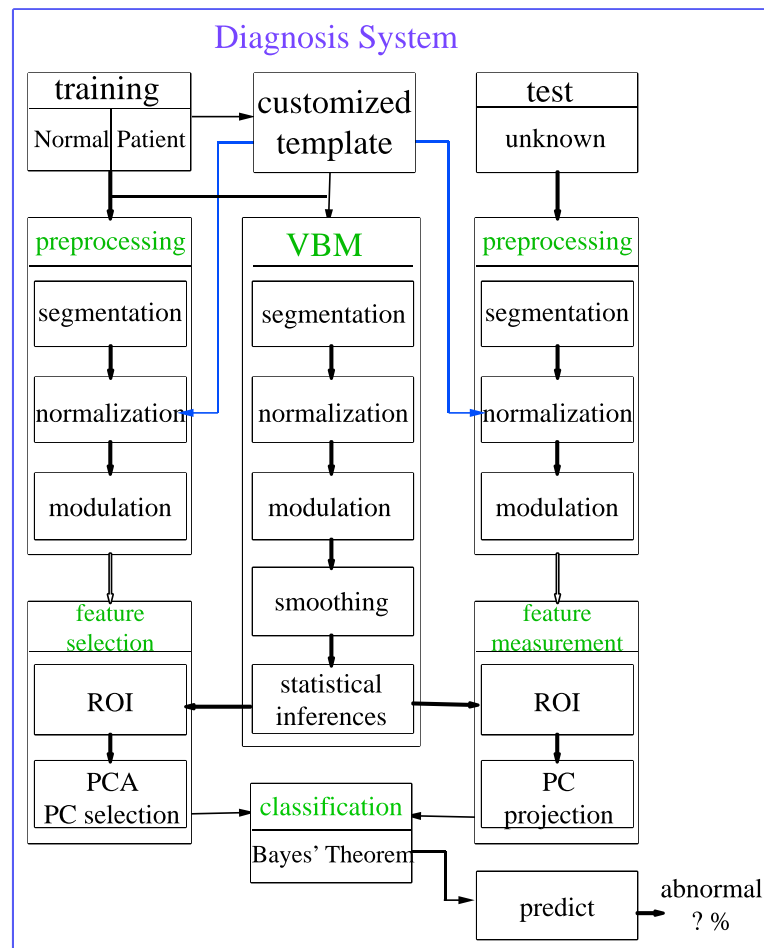 Diagnosis System
training
Normal Patient
customized
template
test
unknown
preprocessing
segmentation
normalization
modulation
VBM
segmentation
normalization
modulation
smoothing
statistical
inferences
preprocessing
segmentation
normalization
modulation
feature
selection
ROI
PCA
PC selection
feature
measurement
ROI
PC
projection
classification
Bayes' Theorem
predict
abnormal
? %